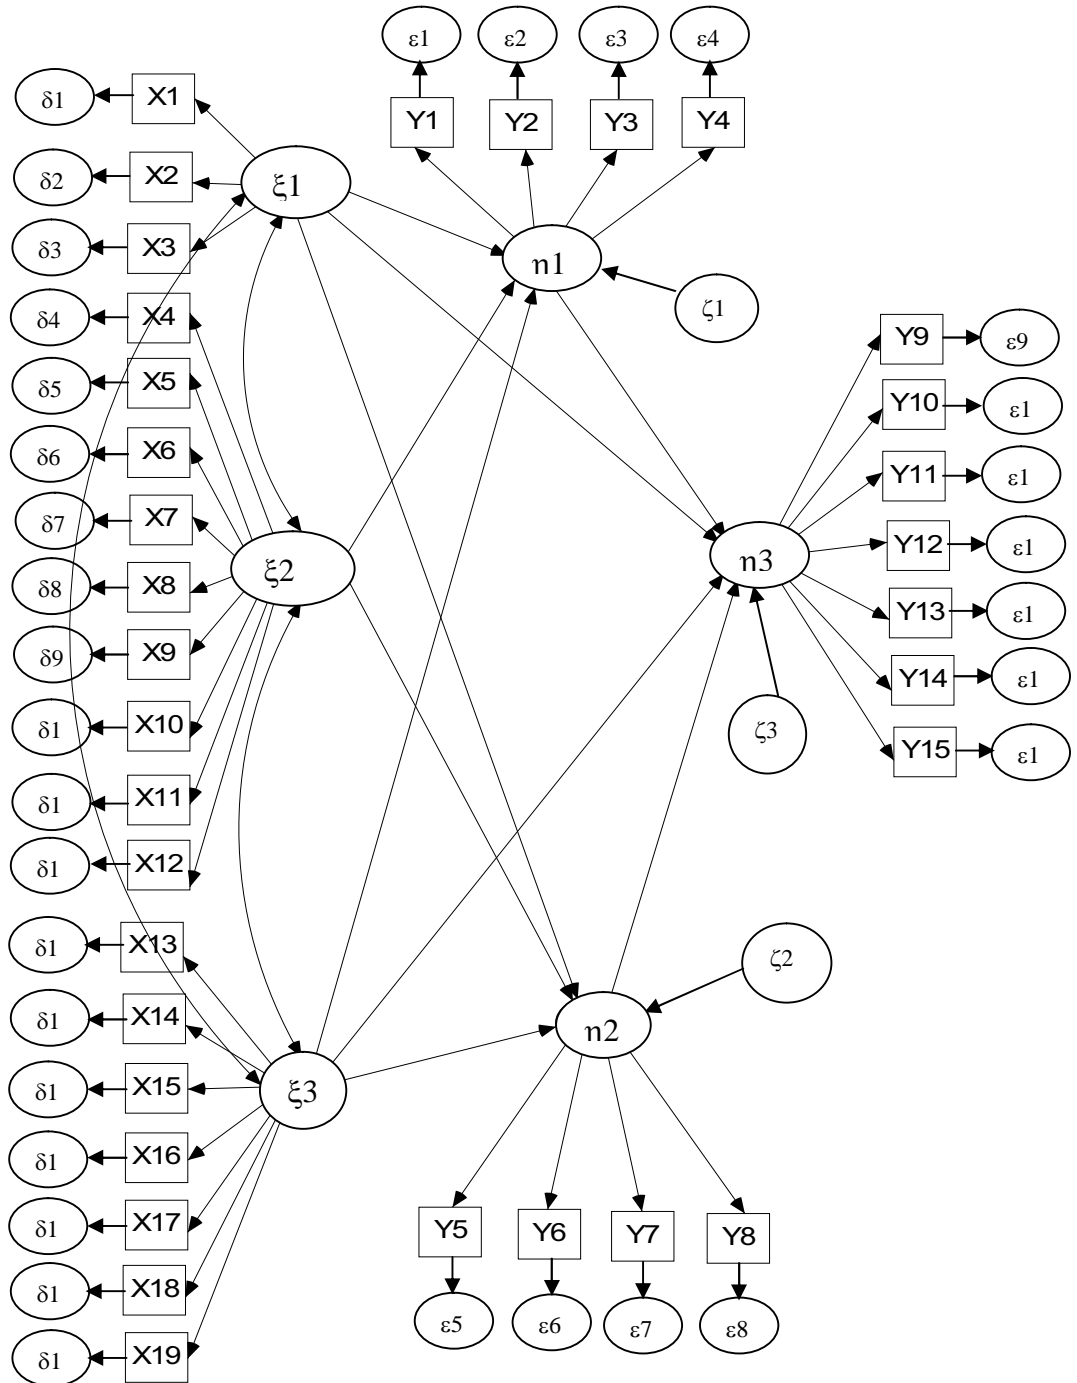 ε1 ε2 ε3 ε4
δ1 X1
Y1 Y2 Y3 Y4
δ2 X2 ξ1
δ3 X3
n1
δ4 X4 ζ1
Y9 ε9
δ5 X5
Y10 ε1
δ6 X6
Y11 ε1
δ7 X7
Y12 ε1
ξ2 n3
δ8 X8
Y13 ε1
δ9 X9
Y14 ε1
δ1 X10 ζ3
Y15 ε1
δ1 X11
δ1 X12
δ1 X13
ζ2
δ1 X14
n2
δ1 X15 ξ3
δ1 X16
δ1 X17
Y5 Y6 Y7 Y8
δ1 X18
ε5 ε6 ε7 ε8
δ1 X19